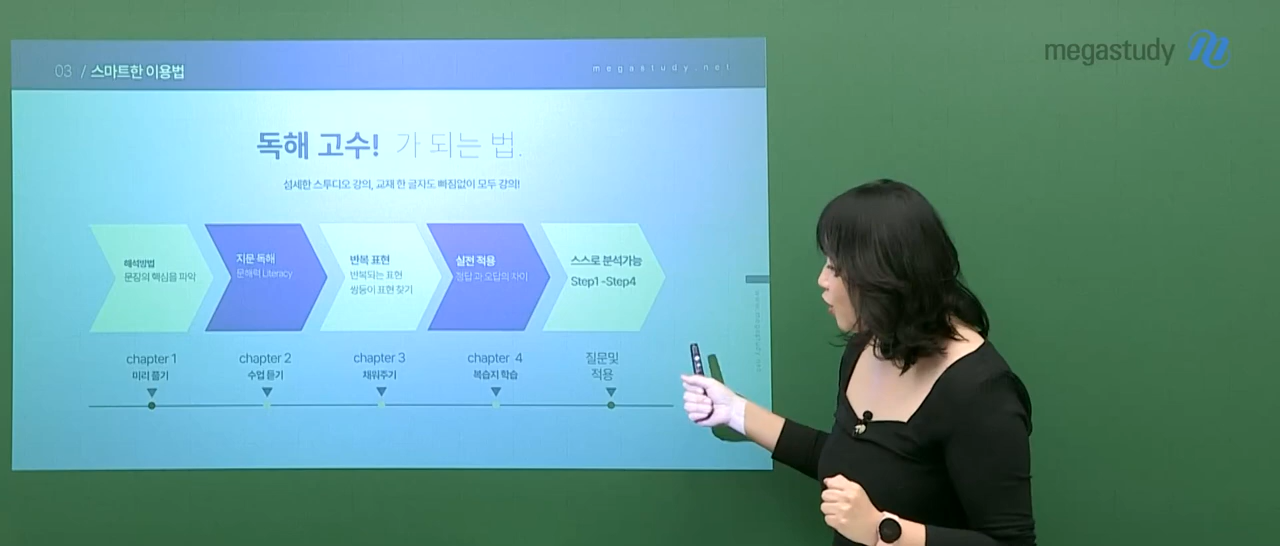 megastudy
03 / 스마트한 이용법
megastudy.net
독해 고수! 가 되는 법.
섬세한 스투디오 강의, 교재 한 글자도 빠짐없이 모두 강의!
해석방법
문장의 핵심을 파악
지문 독해
문해력 Literacy
반복 표현
반복되는 표현
쌍둥이 표현 찾기
실전 적용
정답과 오답의 차이
스스로 분석가능
Step1 -Step4
chapter 1
미리 풀기
chapter 2
수업 듣기
chapter 3
채워주기
chapter 4
복습지 학습
질문및
적용